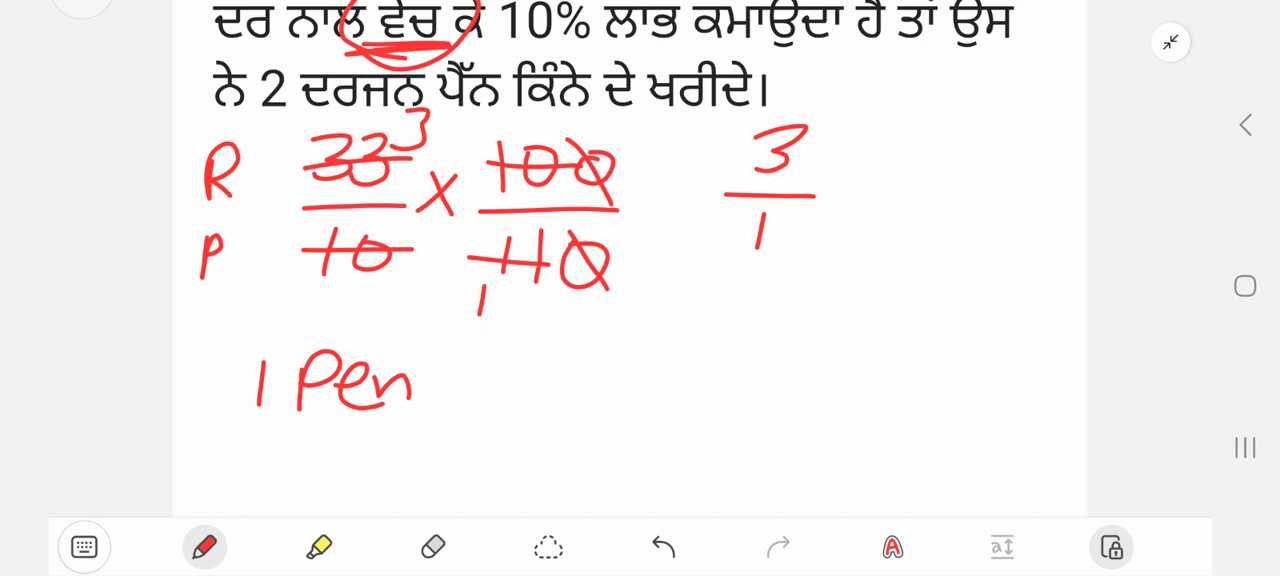 ਦਰ ਨਾਲ ਵੇਚ ਕੇ 10% ਲਾਭ ਕਮਾਉਂਦਾ ਹੈ ਤਾਂ ਉਸ
ਨੇ 2 ਦਰਜਨ ਪੈੱਨ ਕਿੰਨੇ ਦੇ ਖਰੀਦੇ।
R 33 3 × 100 3
P 10 110 1
1
1 Pen